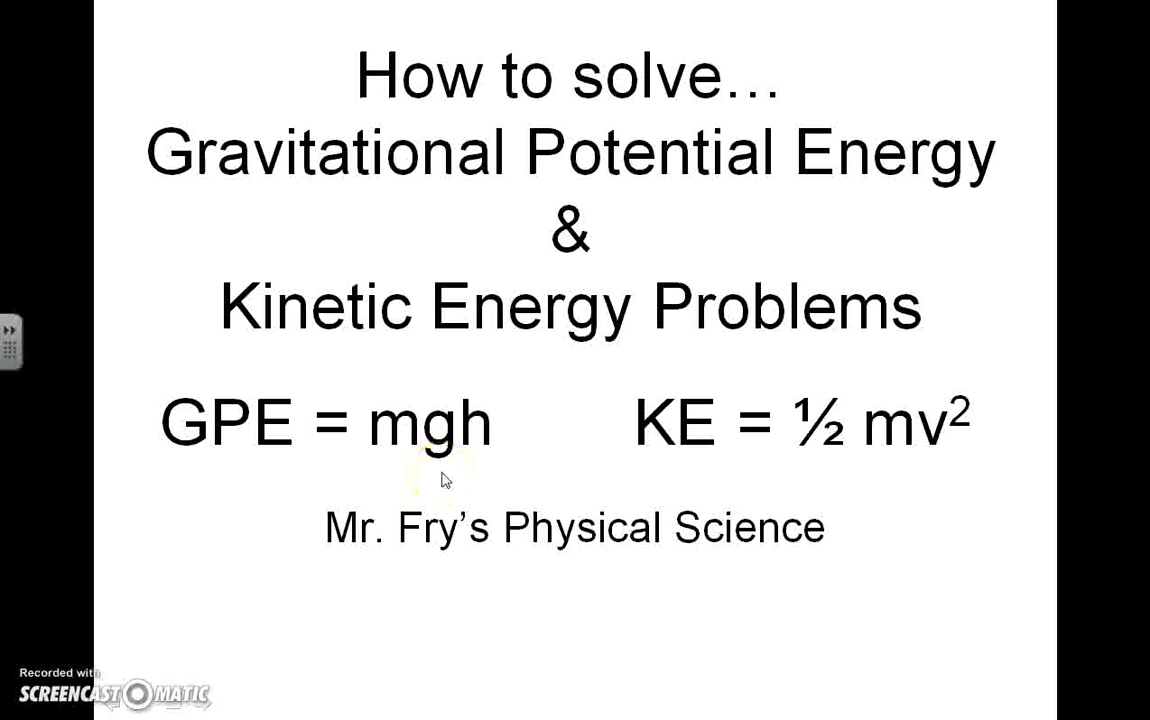 How to solve…
Gravitational Potential Energy
&
Kinetic Energy Problems
GPE = mgh KE = ½ mv²
Mr. Fry’s Physical Science
Recorded with
SCREENCAST-O-MATIC